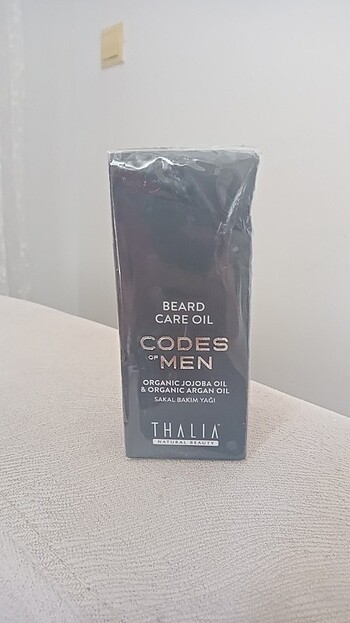 BEARD
CARE OIL
CODES
OF MEN
ORGANIC JOJOBA OIL
& ORGANIC ARGAN OIL
SAKAL BAKIM YAĞI
THALIA
NATURAL BEAUTY